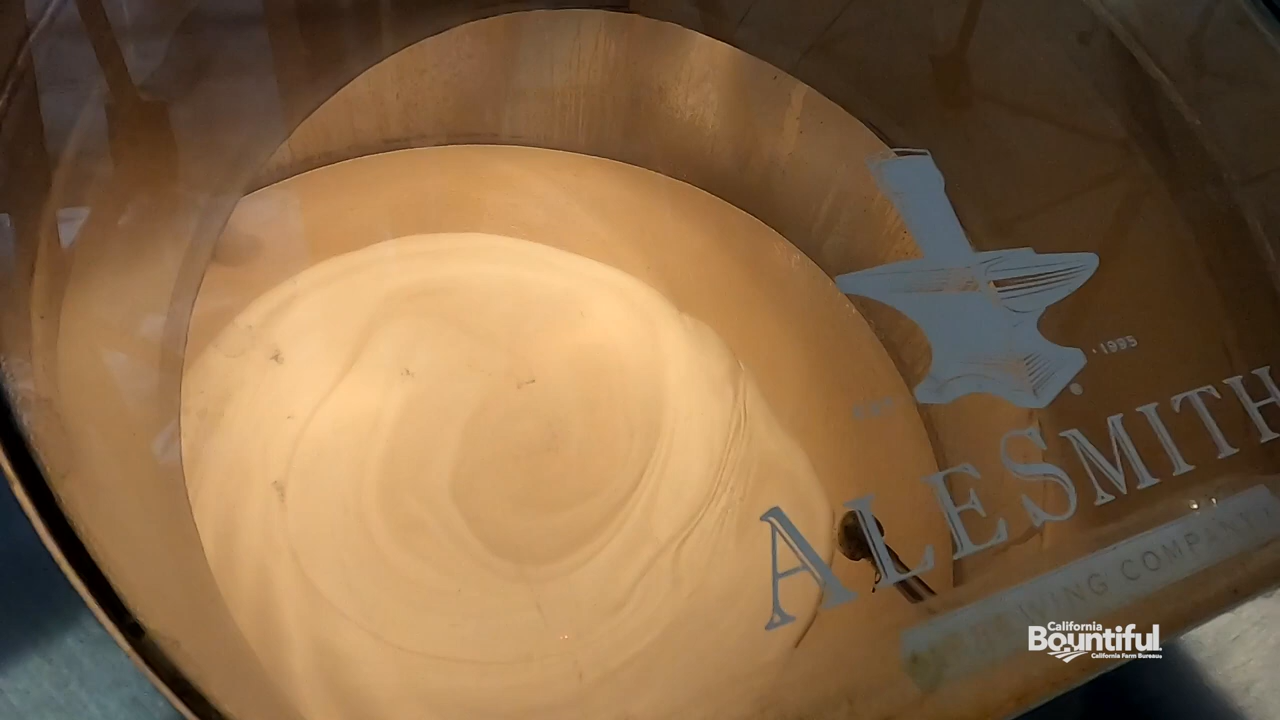 · 1995
ALESMITH
COMPANY
California
Bountiful
California Farm Bureau